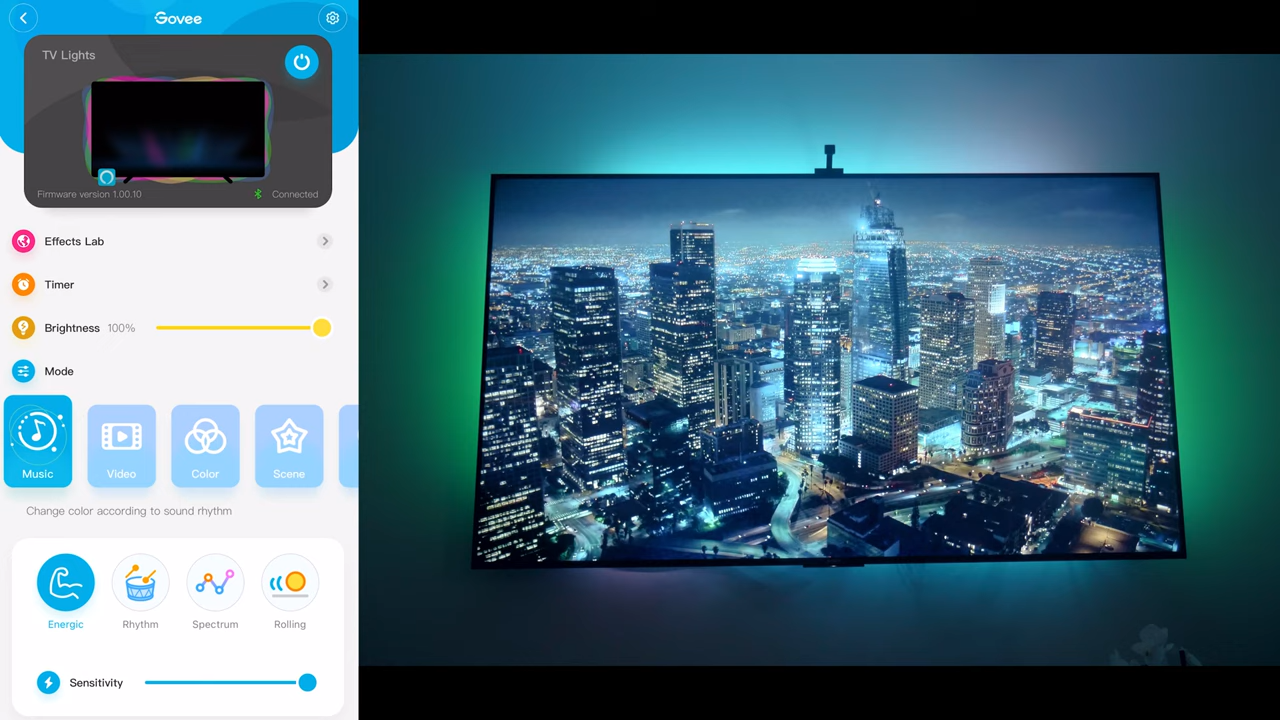 Govee
TV Lights
Firmware version 1.00.10
Connected
Effects Lab
Timer
Brightness 100%
Mode
Music
Video
Color
Scene
Change color according to sound rhythm
Energic
Rhythm
Spectrum
Rolling
Sensitivity